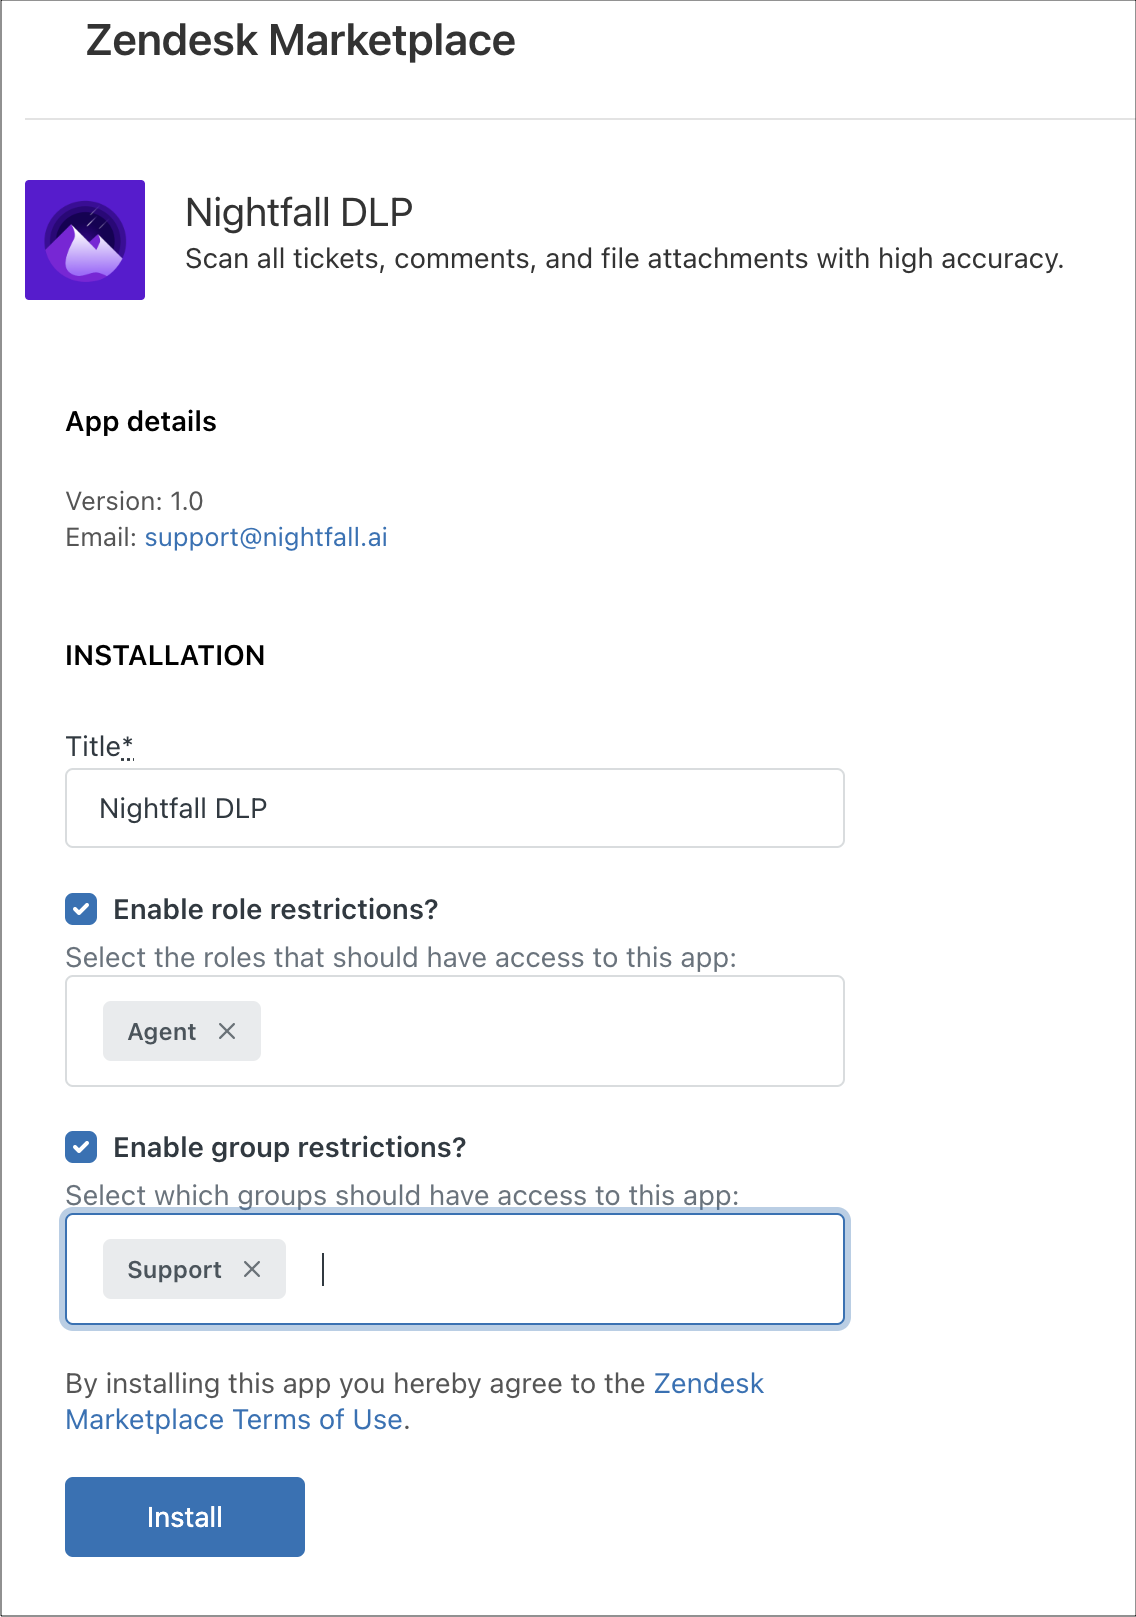 Zendesk Marketplace
Nightfall DLP
Scan all tickets, comments, and file attachments with high accuracy.
App details
Version: 1.0
Email: support@nightfall.ai
INSTALLATION
Title*
Nightfall DLP
Enable role restrictions?
Select the roles that should have access to this app:
Agent
Enable group restrictions?
Select which groups should have access to this app:
Support
By installing this app you hereby agree to the Zendesk
Marketplace Terms of Use.
Install